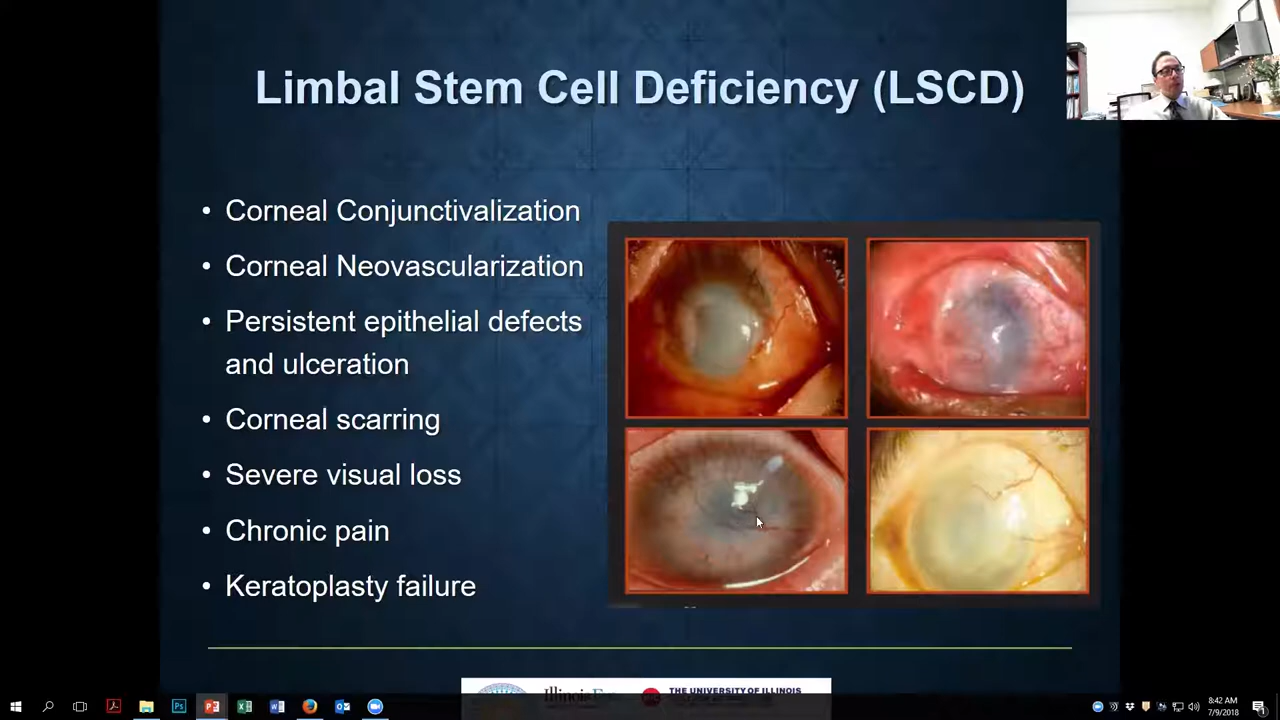 Limbal Stem Cell Deficiency (LSCD)
• Corneal Conjunctivalization
• Corneal Neovascularization
• Persistent epithelial defects
and ulceration
• Corneal scarring
• Severe visual loss
• Chronic pain
• Keratoplasty failure
THE UNIVERSITY OF ILLINOIS
8:42 AM
7/9/2018